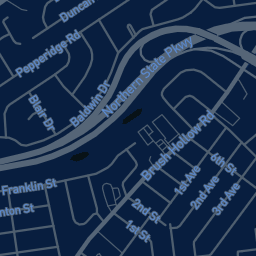 Duncan
Pepperidge Rd
Northern State Pkwy
Baldwin Dr
Blair Dr
Brush Hollow Rd
6th St
1st Ave
2nd Ave
3rd Ave
Franklin St
nton St
2nd St
1st St